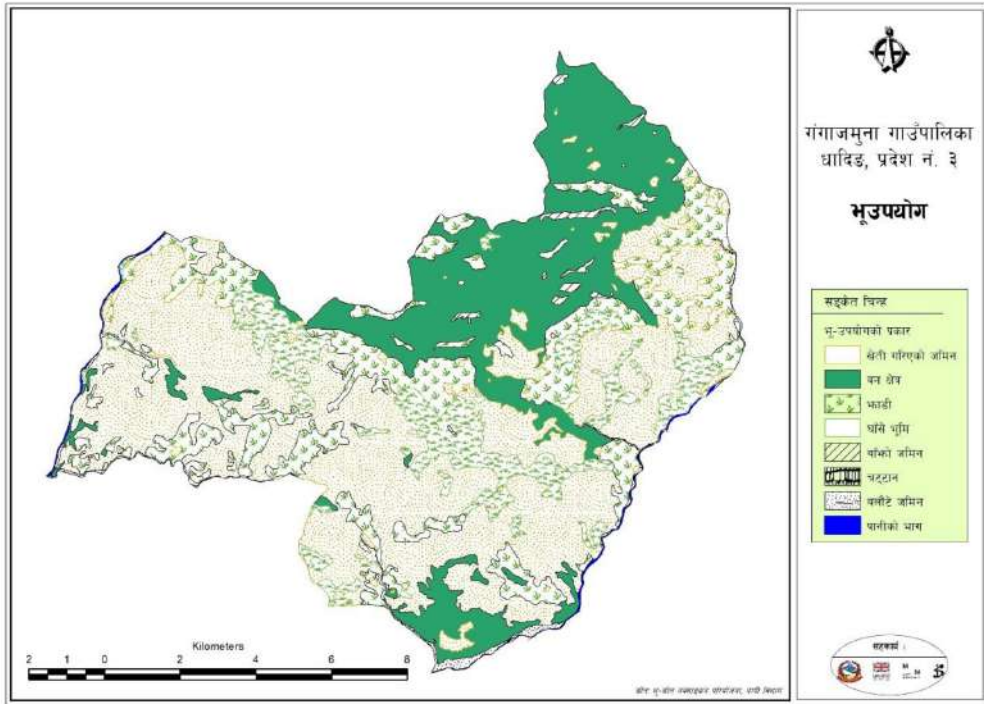 गंगाजमुना गाउँपालिका
धादिङ, प्रदेश नं. ३
भूउपयोग
सङ्केत चिन्ह
भू-उपयोगको प्रकार
खेती गरिएको जमिन
वन क्षेत्र
झाडी
घाँसे भूमि
बाँझो जमिन
चट्टान
बलौटे जमिन
पानीको भाग
Kilometers
2 1 0 2 4 6 8
सहकार्य :